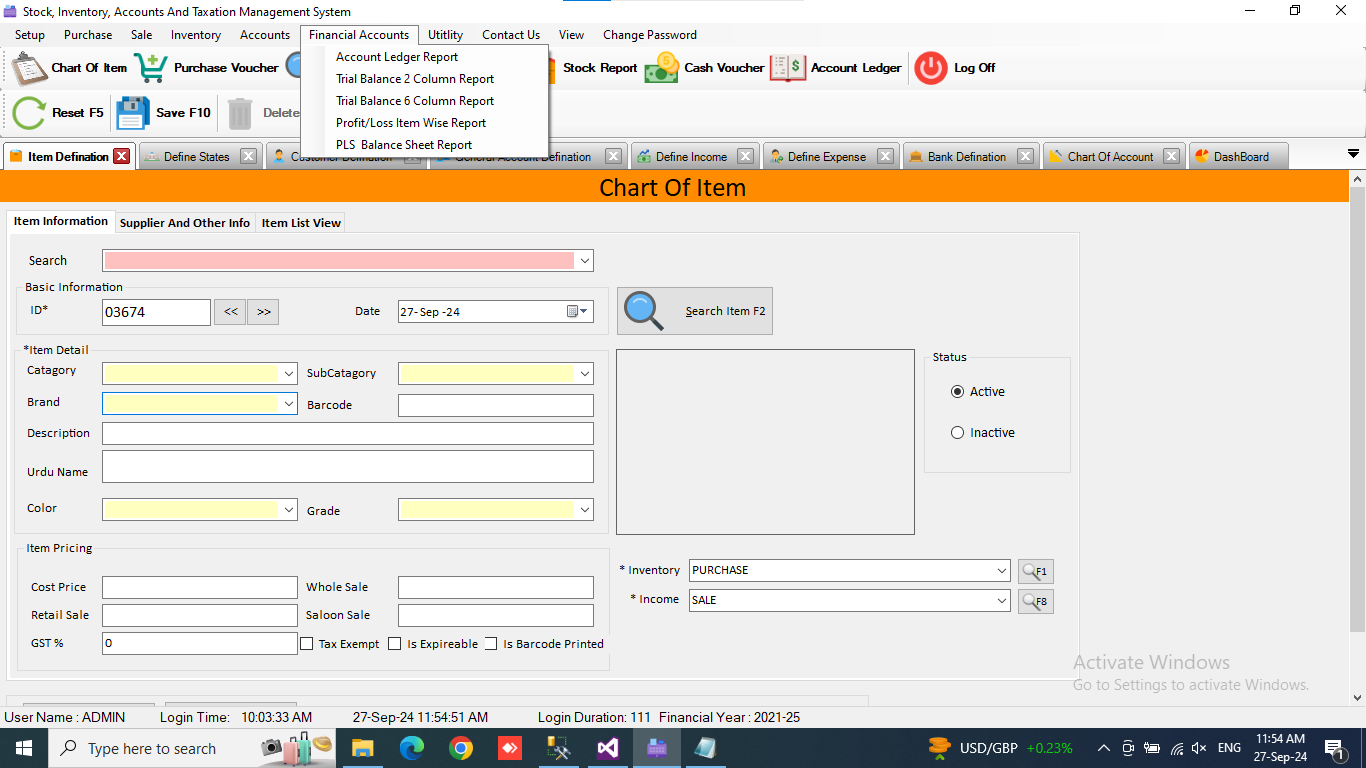 Stock, Inventory, Accounts And Taxation Management System
Setup Purchase Sale Inventory Accounts Financial Accounts Utitlity Contact Us View Change Password
Account Ledger Report
Trial Balance 2 Column Report
Trial Balance 6 Column Report
Profit/Loss Item Wise Report
PLS Balance Sheet Report
Chart Of Item Purchase Voucher Stock Report Cash Voucher Account Ledger Log Off
Reset F5 Save F10 Delete
Item Defination Define States Customer Defination General Account Defination Define Income Define Expense Bank Defination Chart Of Account DashBoard
Chart Of Item
Item Information Supplier And Other Info Item List View
Search
Basic Information
ID* 03674 << >> Date 27-Sep -24 Search Item F2
*Item Detail
Catagory SubCatagory
Brand Barcode
Description
Urdu Name
Color Grade
Status
Active
Inactive
Item Pricing
Cost Price Whole Sale
Retail Sale Saloon Sale
GST % 0 Tax Exempt Is Expireable Is Barcode Printed
* Inventory PURCHASE F1
* Income SALE F8
Activate Windows
Go to Settings to activate Windows.
User Name : ADMIN Login Time: 10:03:33 AM 27-Sep-24 11:54:51 AM Login Duration: 111 Financial Year : 2021-25
Type here to search USD/GBP +0.23% ENG 11:54 AM
27-Sep-24 1